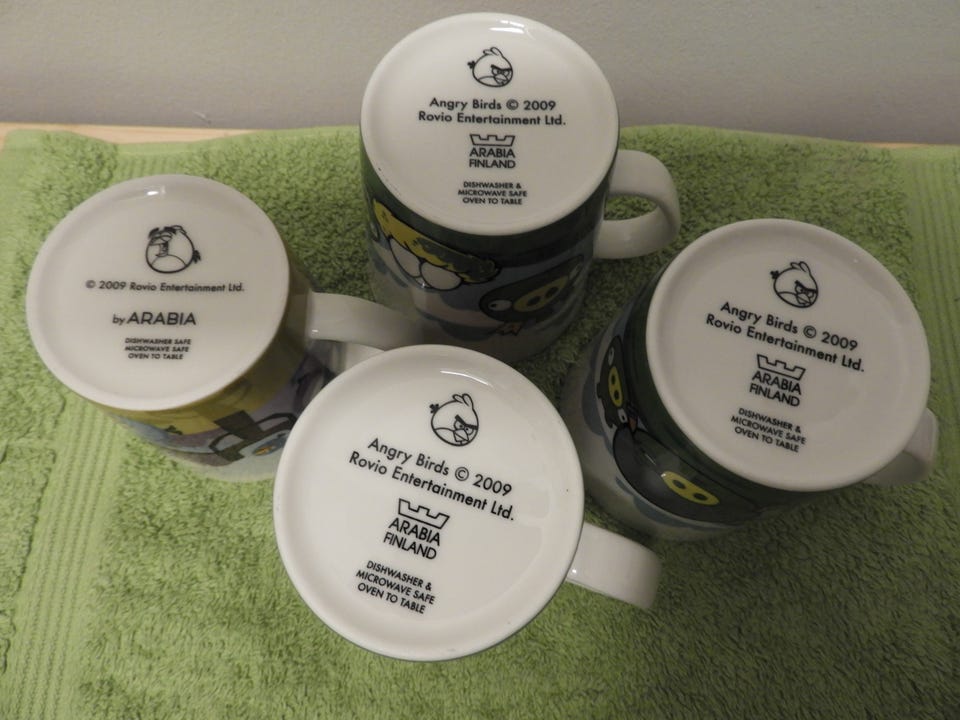 Angry Birds © 2009
Rovio Entertainment Ltd.
ARABIA
FINLAND
DISHWASHER &
MICROWAVE SAFE
OVEN TO TABLE
© 2009 Rovio Entertainment Ltd.
by ARABIA
DISHWASHER SAFE
MICROWAVE SAFE
OVEN TO TABLE
Angry Birds © 2009
Rovio Entertainment Ltd.
ARABIA
FINLAND
DISHWASHER &
MICROWAVE SAFE
OVEN TO TABLE
Angry Birds © 2009
Rovio Entertainment Ltd.
ARABIA
FINLAND
DISHWASHER &
MICROWAVE SAFE
OVEN TO TABLE